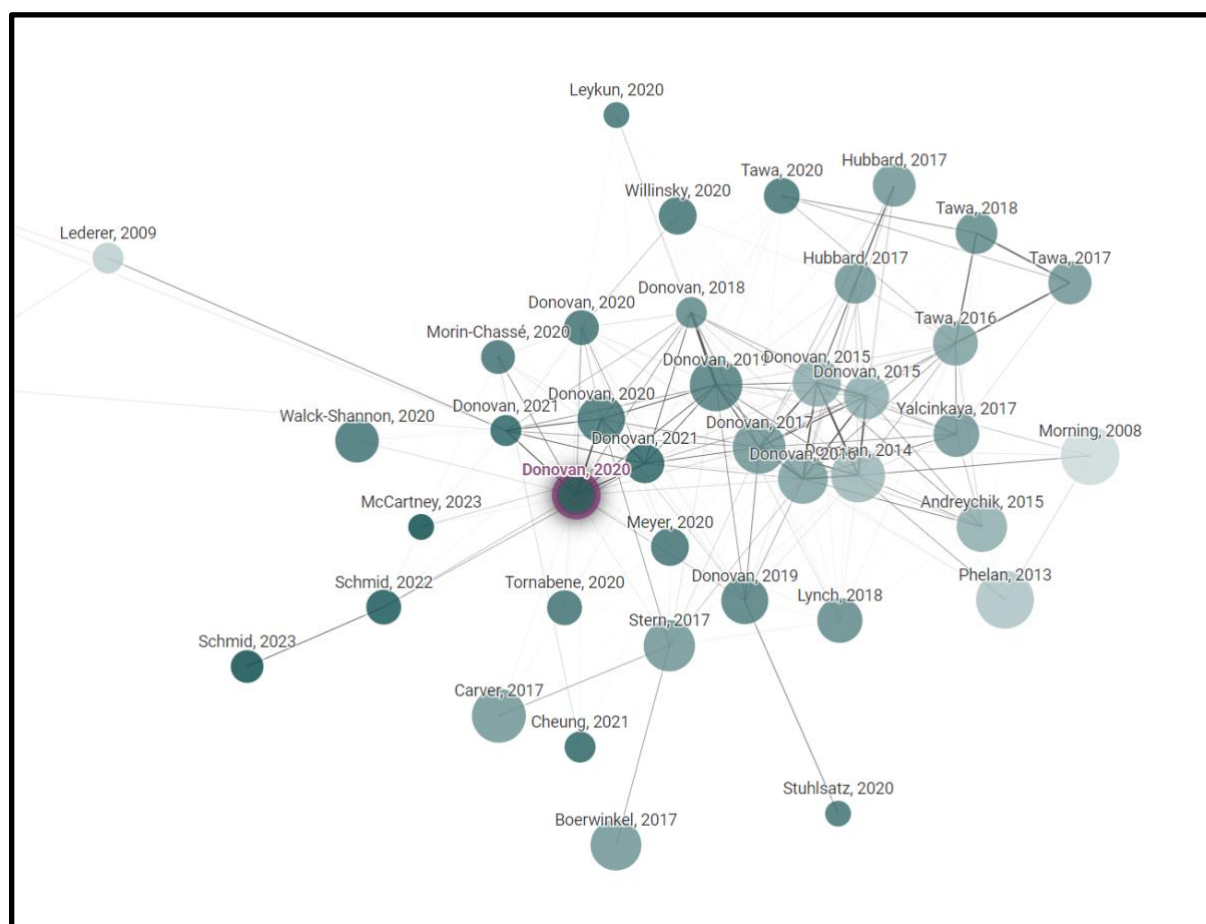 Leykun, 2020
Hubbard, 2017
Tawa, 2020
Willinsky, 2020
Tawa, 2018
Lederer, 2009
Hubbard, 2017
Tawa, 2017
Donovan, 2018
Donovan, 2020
Tawa, 2016
Morin-Chassé, 2020
Donovan, 2019
Donovan, 2015
Donovan, 2015
Donovan, 2020
Donovan, 2021
Yalcinkaya, 2017
Walck-Shannon, 2020
Donovan, 2017
Morning, 2008
Donovan, 2021
Donovan, 2016
Donovan, 2014
Donovan, 2020
McCartney, 2023
Andreychik, 2015
Meyer, 2020
Schmid, 2022
Tornabene, 2020
Donovan, 2019
Phelan, 2013
Lynch, 2018
Stern, 2017
Schmid, 2023
Carver, 2017
Cheung, 2021
Stuhlsatz, 2020
Boerwinkel, 2017